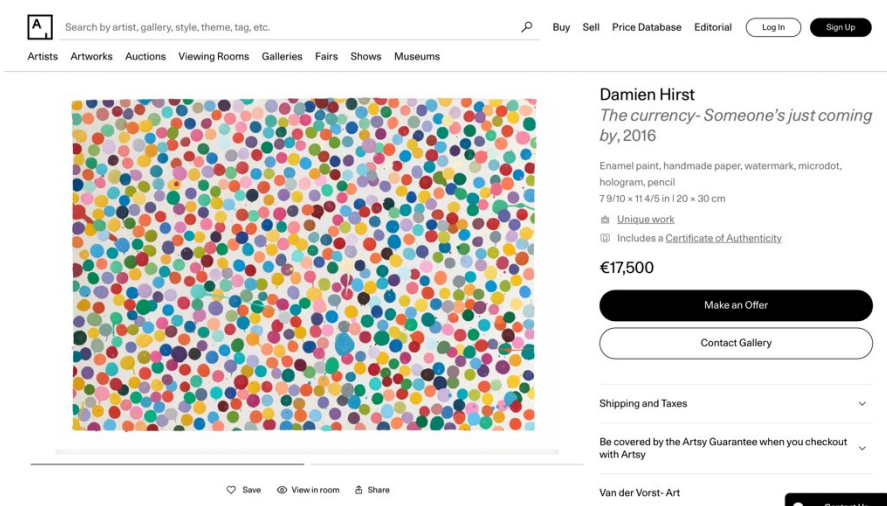 A,
Search by artist, gallery, style, theme, tag, etc.
Buy Sell Price Database Editorial Log In Sign Up
Artists Artworks Auctions Viewing Rooms Galleries Fairs Shows Museums
Damien Hirst
The currency- Someone's just coming
by, 2016
Enamel paint, handmade paper, watermark, microdot,
hologram, pencil
7 9/10 × 11 4/5 in | 20 × 30 cm
Unique work
Includes a Certificate of Authenticity
€17,500
Make an Offer
Contact Gallery
Shipping and Taxes
Be covered by the Artsy Guarantee when you checkout
with Artsy
Van der Vorst- Art
Save View in room Share